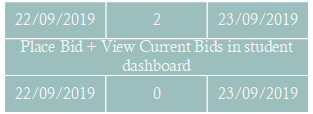 22/09/2019 2 23/09/2019
Place Bid + View Current Bids in student
dashboard
22/09/2019 0 23/09/2019